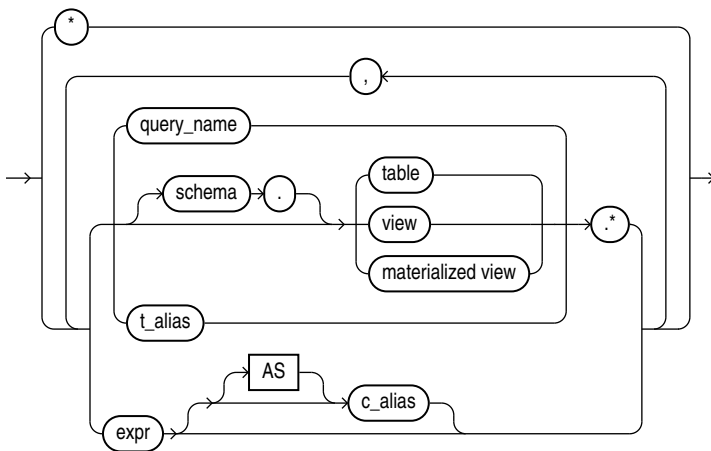 *
,
query_name
schema . table
view .*
materialized view
t_alias
AS
c_alias
expr